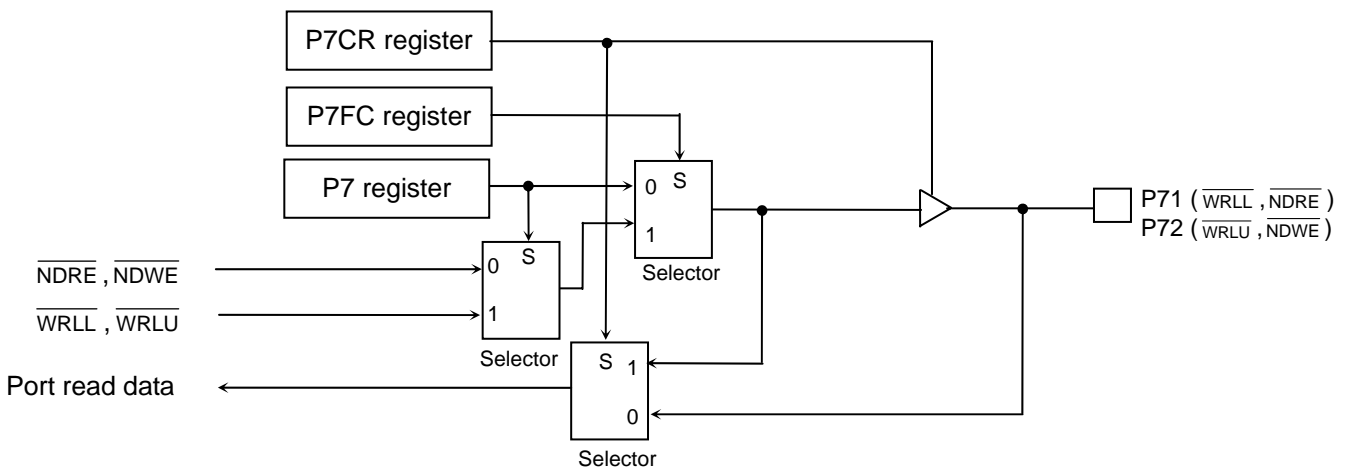 P7CR register
P7FC register
P7 register
0 S
1
Selector
P71 (WRLL , NDRE)
P72 (WRLU , NDWE)
NDRE , NDWE
0 S
WRLL , WRLU
1
Selector
S 1
Port read data
0
Selector